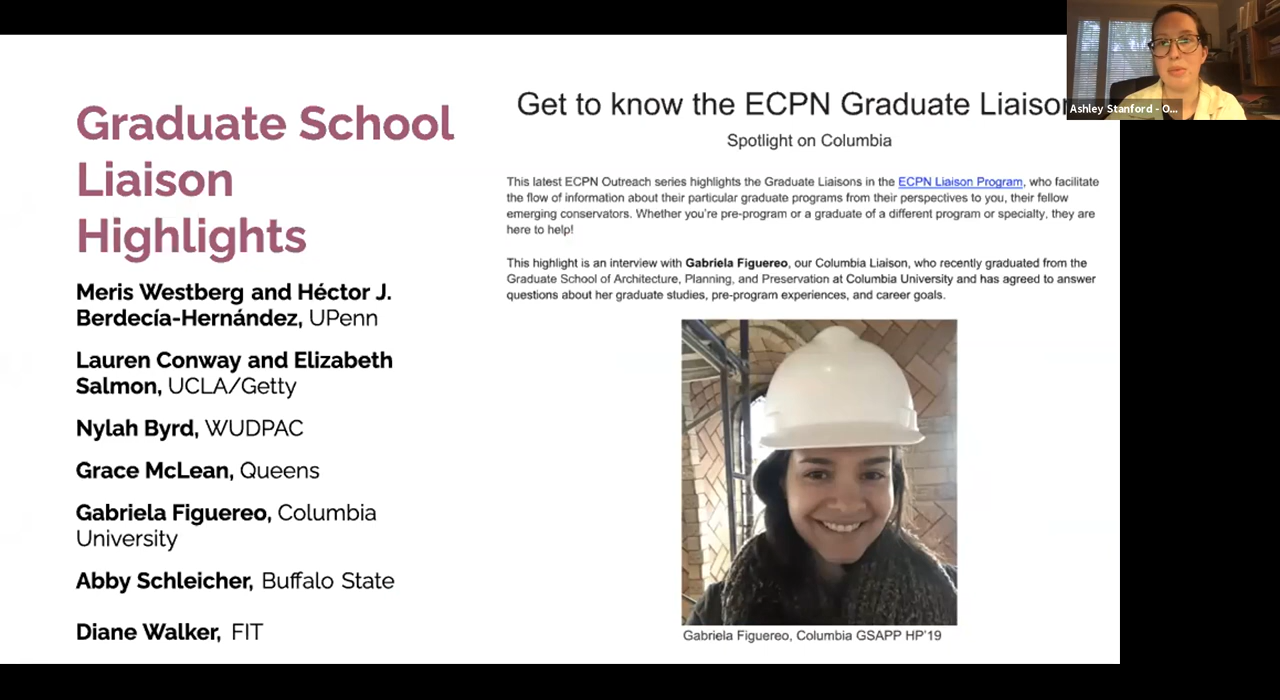 Graduate School
Liaison
Highlights
Meris Westberg and Héctor J.
Berdecía-Hernández, UPenn
Lauren Conway and Elizabeth
Salmon, UCLA/Getty
Nylah Byrd, WUDPAC
Grace McLean, Queens
Gabriela Figuereo, Columbia
University
Abby Schleicher, Buffalo State
Diane Walker, FIT
Get to know the ECPN Graduate Liaison
Spotlight on Columbia
This latest ECPN Outreach series highlights the Graduate Liaisons in the ECPN Liaison Program, who facilitate
the flow of information about their particular graduate programs from their perspectives to you, their fellow
emerging conservators. Whether you're pre-program or a graduate of a different program or specialty, they are
here to help!
This highlight is an interview with Gabriela Figuereo, our Columbia Liaison, who recently graduated from the
Graduate School of Architecture, Planning, and Preservation at Columbia University and has agreed to answer
questions about her graduate studies, pre-program experiences, and career goals.
Gabriela Figuereo, Columbia GSAPP HP'19
Ashley Stanford - O...